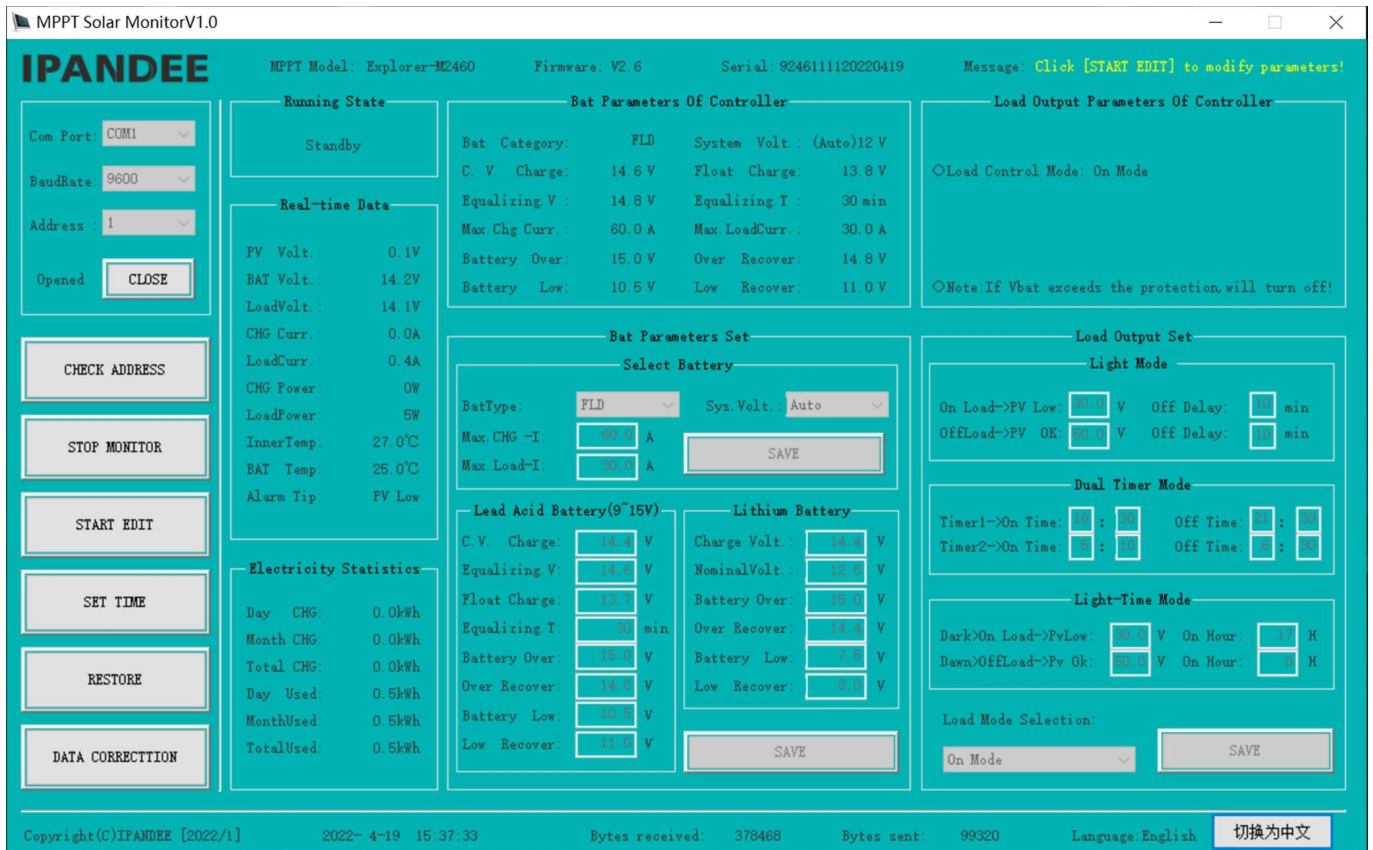 MPPT Solar MonitorV1.0
IPANDEE
MPPT Model: Explorer-M2460 Firmware: V2.6 Serial: 9246111120220419 Message: Click [START EDIT] to modify parameters!
Com Port: COM1
BaudRate: 9600
Address : 1
Opened CLOSE
CHECK ADDRESS
STOP MONITOR
START EDIT
SET TIME
RESTORE
DATA CORRECTTION
Running State
Standby
Real-time Data
PV Volt.: 0.1V
BAT Volt.: 14.2V
LoadVolt.: 14.1V
CHG Curr.: 0.0A
LoadCurr.: 0.4A
CHG Power: 0W
LoadPower: 5W
InnerTemp: 27.0℃
BAT Temp: 25.0℃
Alarm Tip: PV Low
Electricity Statistics
Day CHG: 0.0kWh
Month CHG: 0.0kWh
Total CHG: 0.0kWh
Day Used: 0.5kWh
MonthUsed: 0.5kWh
TotalUsed: 0.5kWh
Bat Parameters Of Controller
Bat Category: FLD System Volt.: (Auto)12 V
C. V. Charge: 14.6 V Float Charge: 13.8 V
Equalizing.V : 14.8 V Equalizing.T : 30 min
Max.Chg Curr.: 60.0 A Max.LoadCurr.: 30.0 A
Battery Over: 15.0 V Over Recover: 14.8 V
Battery Low: 10.5 V Low Recover: 11.0 V
Load Output Parameters Of Controller
○Load Control Mode: On Mode
○Note:If Vbat exceeds the protection,will turn off!
Bat Parameters Set
Select Battery
BatType: FLD Sys.Volt.: Auto
Max.CHG -I: 60.0 A
Max.Load-I: 30.0 A
SAVE
Lead Acid Battery(9~15V)
C.V. Charge: 14.4 V
Equalizing.V: 14.6 V
Float Charge: 13.7 V
Equalizing.T: 30 min
Battery Over: 15.0 V
Over Recover: 14.8 V
Battery Low: 10.5 V
Low Recover: 11.0 V
Lithium Battery
Charge Volt.: 14.4 V
NominalVolt.: 12.8 V
Battery Over: 15.0 V
Over Recover: 14.4 V
Battery Low: 7.5 V
Low Recover: 8.0 V
SAVE
Load Output Set
Light Mode
On Load->PV Low: 30.0 V Off Delay: 10 min
OffLoad->PV OK: 60.0 V Off Delay: 10 min
Dual Timer Mode
Timer1->On Time: 18 : 30 Off Time: 21 : 30
Timer2->On Time: 5 : 10 Off Time: 6 : 30
Light-Time Mode
Dark>On Load->PvLow: 30.0 V On Hour: 17 H
Dawn>OffLoad->Pv Ok: 60.0 V On Hour: 0 H
Load Mode Selection:
On Mode
SAVE
Copyright(C)IPANDEE [2022/1] 2022- 4-19 15:37:33 Bytes received: 378468 Bytes sent: 99320 Language:English 切换为中文